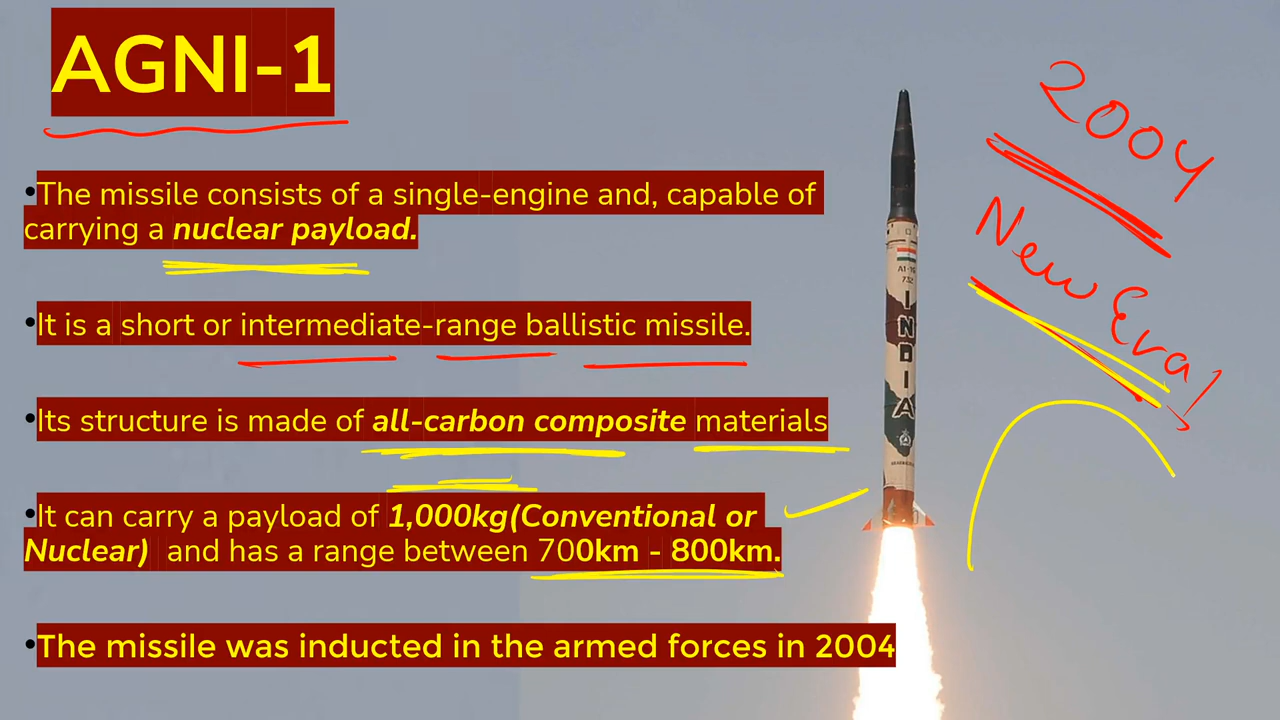 AGNI-1
•The missile consists of a single-engine and, capable of
carrying a nuclear payload.
•It is a short or intermediate-range ballistic missile.
•Its structure is made of all-carbon composite materials
•It can carry a payload of 1,000kg(Conventional or
Nuclear) and has a range between 700km - 800km.
•The missile was inducted in the armed forces in 2004
2004
New Era!
INDIA